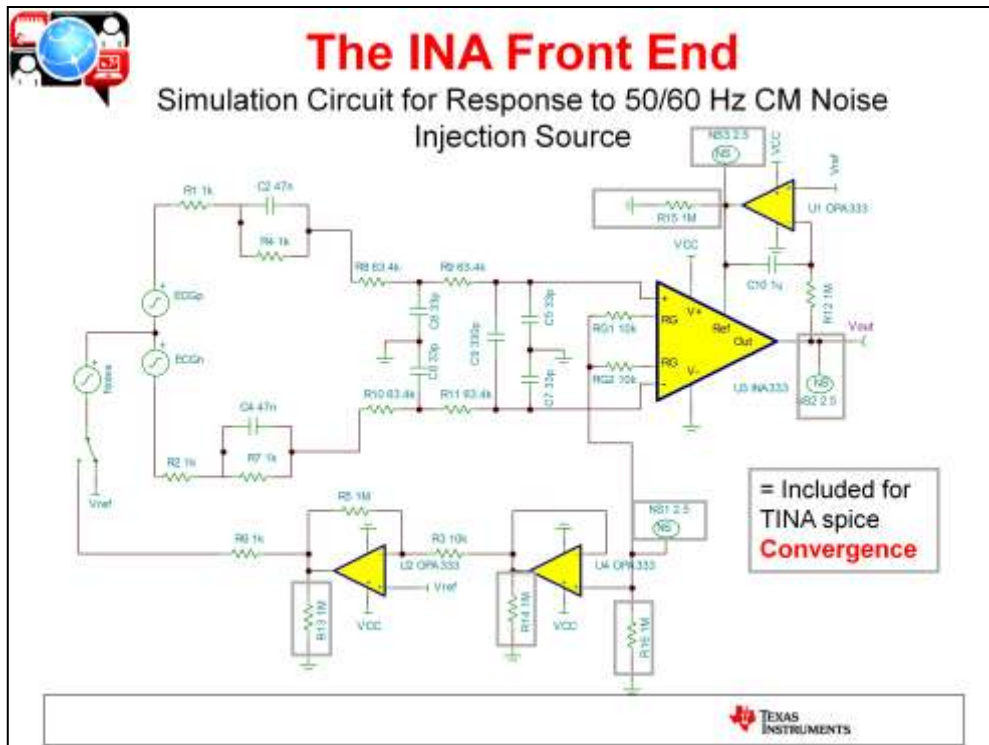 The INA Front End
Simulation Circuit for Response to 50/60 Hz CM Noise
Injection Source
NS3 2.5
NS
VCC
Vref
R1 1k
C2 47n
R15 1M
U1 OPA333
R4 1k
VCC
R8 63.4k
R9 63.4k
C10 1u
R12 1M
ECGp
C8 33p
C5 33p
+
V+
RG
RG1 10k
Ref
Vout
C9 330p
Out
ECGn
RG
RG2 10k
V-
-
U3 INA333
NS
NS2 2.5
C7 33p
R10 63.4k
R11 63.4k
C4 47n
R2 1k
R7 1k
Vref
= Included for
TINA spice
Convergence
R5 1M
NS1 2.5
NS
R6 1k
R3 10k
U2 OPA333
U4 OPA333
Vref
R13 1M
VCC
R14 1M
VCC
R16 1M
TEXAS
INSTRUMENTS